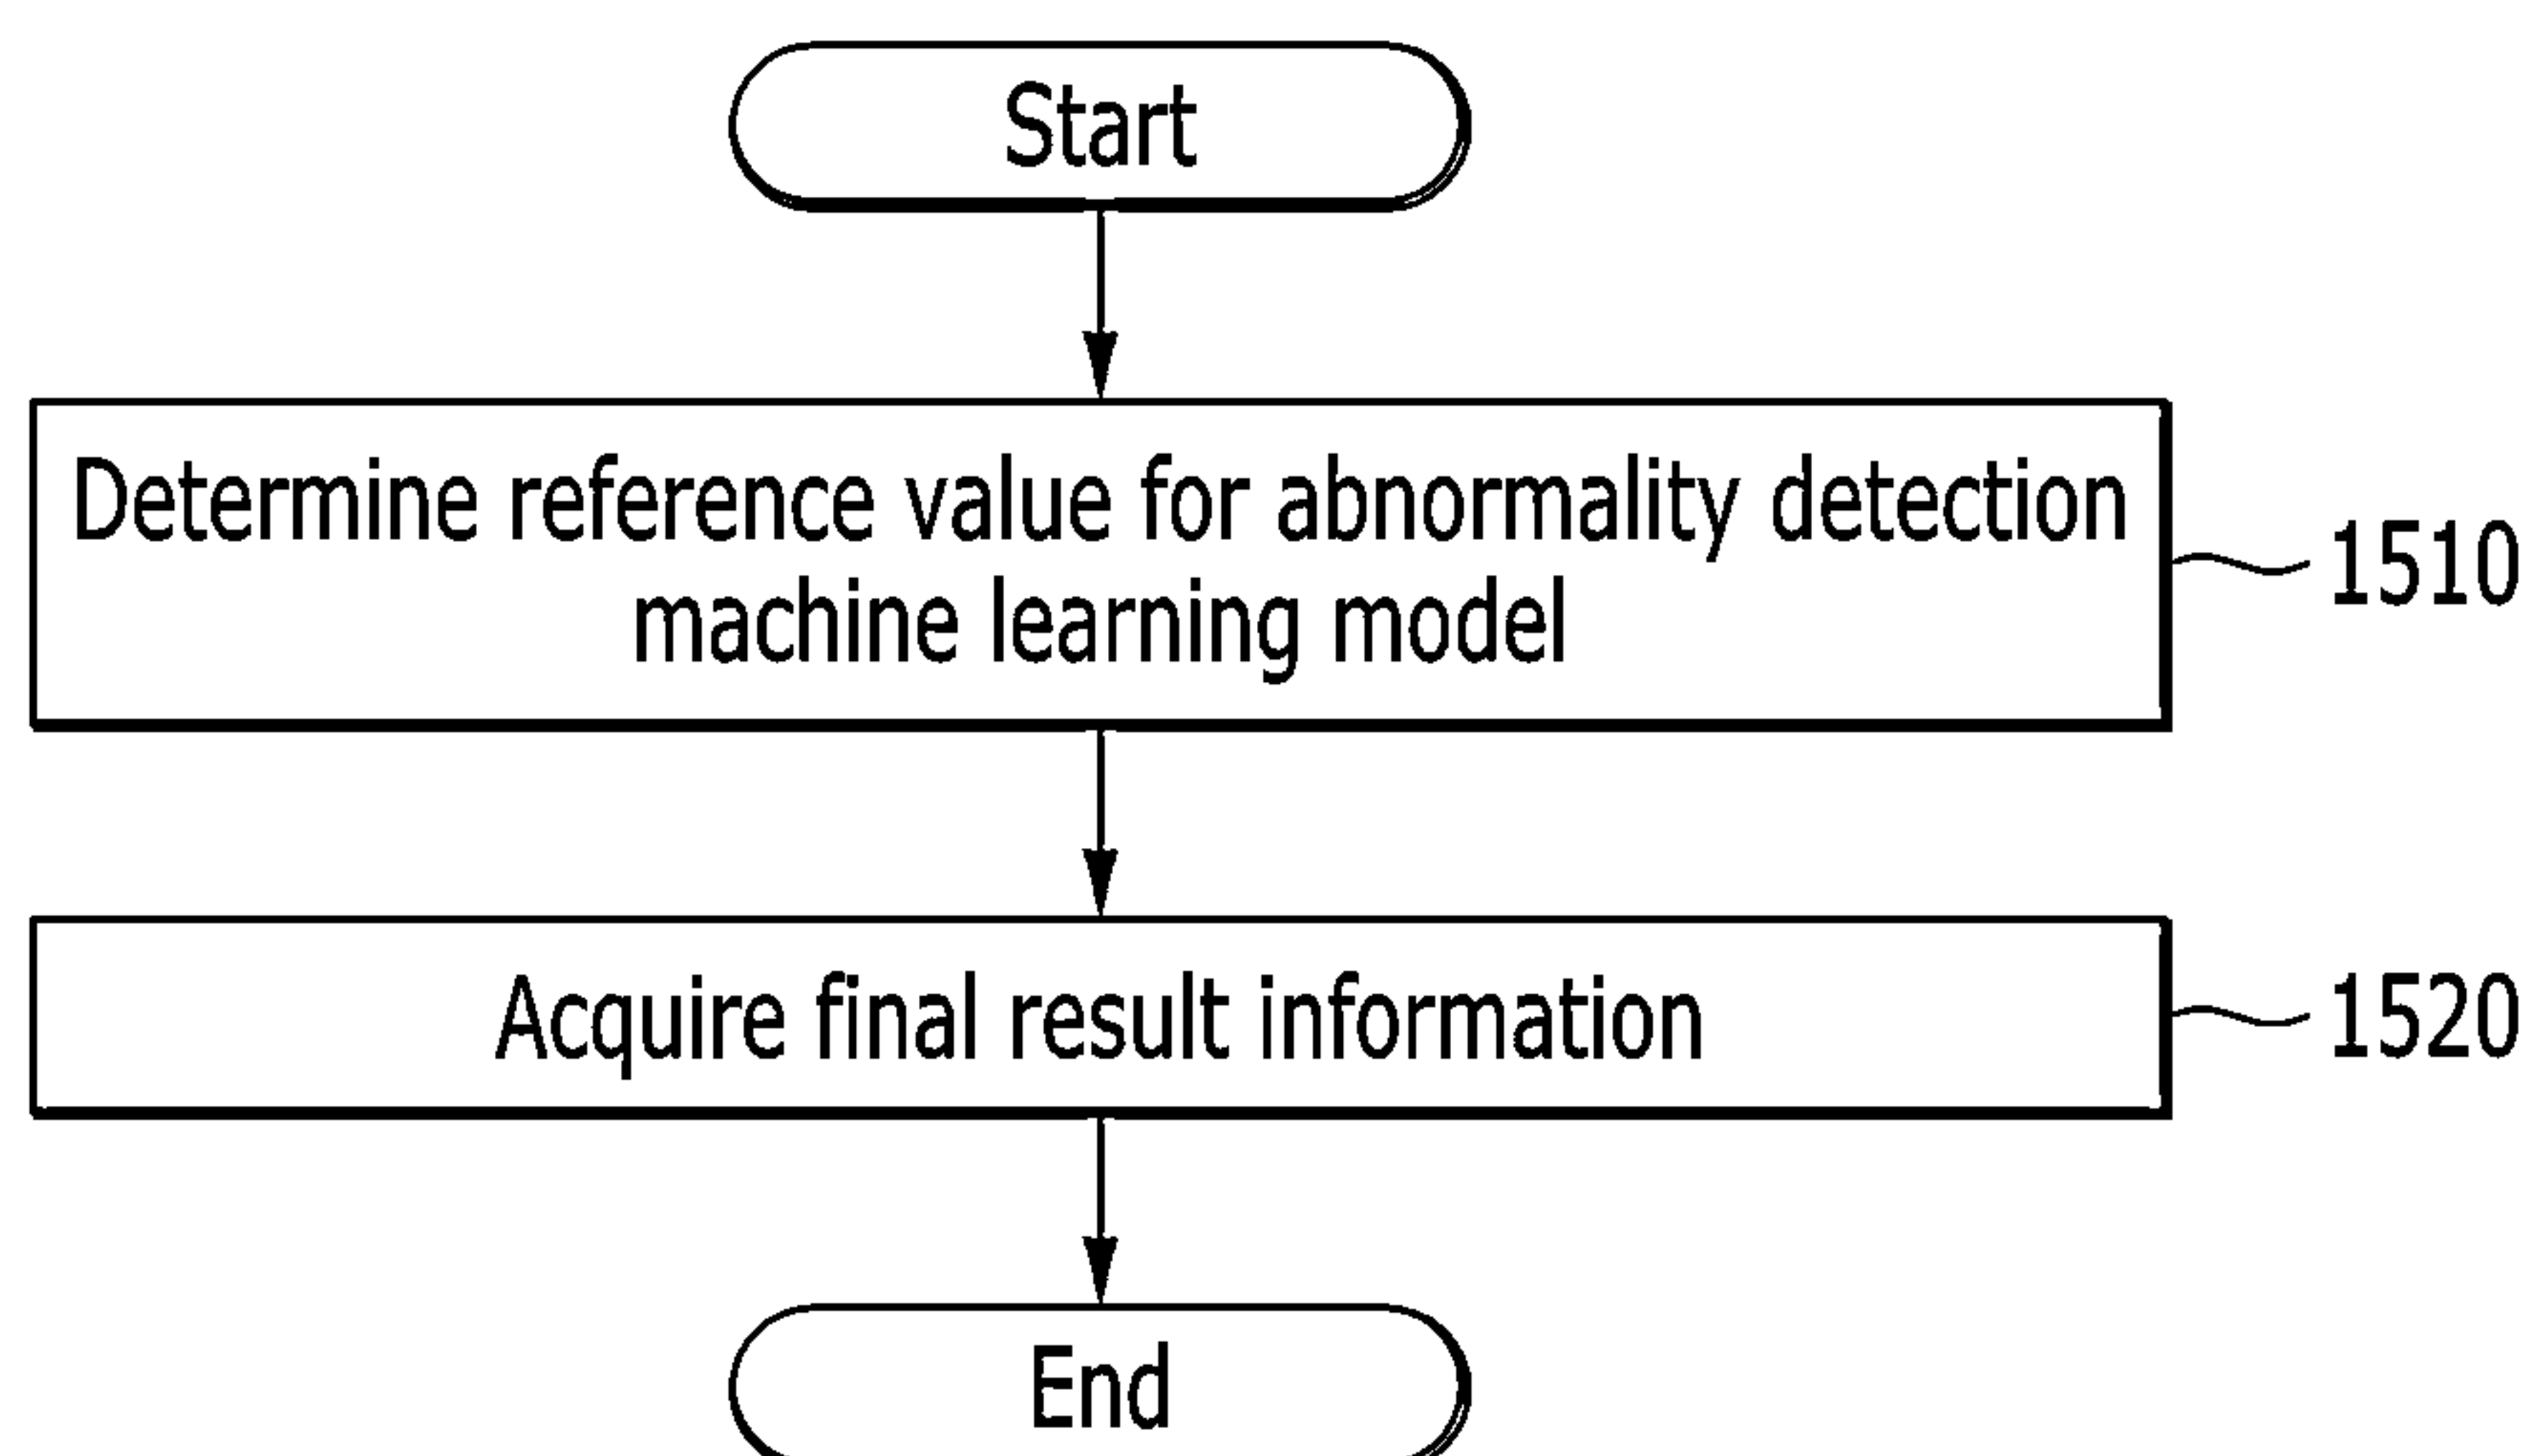 Start
Determine reference value for abnormality detection
machine learning model
1510
Acquire final result information
1520
End